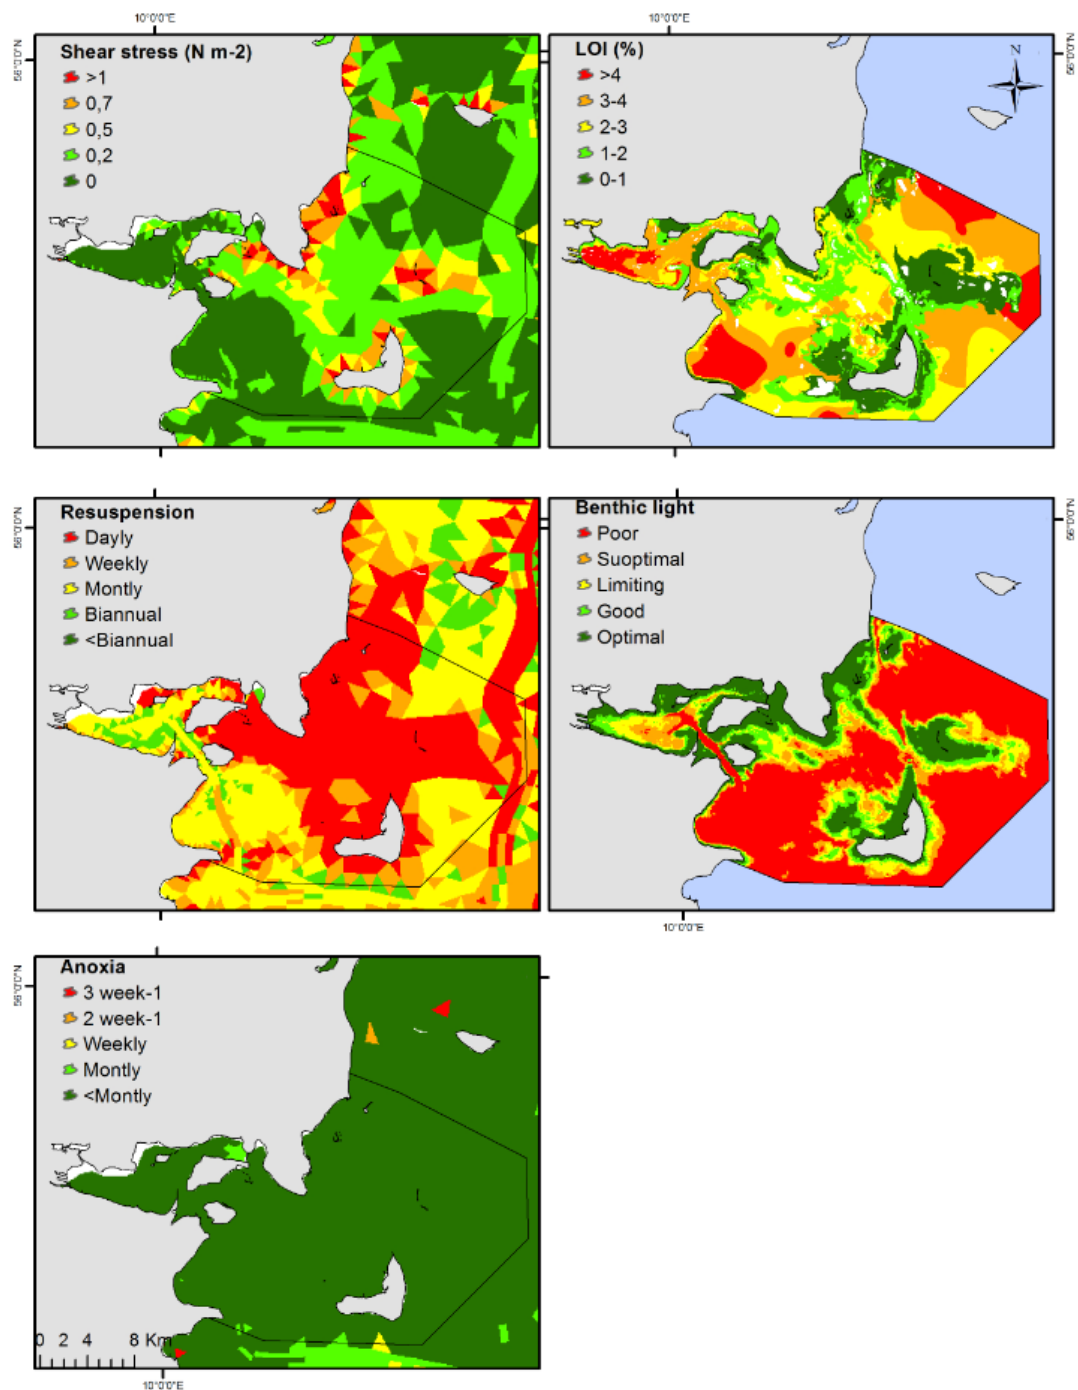 10°0'0"E
10°0'0"E
56°0'0"N
Shear stress (N m-2)
>1
0,7
0,5
0,2
0
LOI (%)
>4
3-4
2-3
1-2
0-1
N
56°0'0"N
56°0'0"N
Resuspension
Dayly
Weekly
Montly
Biannual
<Biannual
Benthic light
Poor
Suoptimal
Limiting
Good
Optimal
56°0'0"N
10°0'0"E
56°0'0"N
Anoxia
3 week-1
2 week-1
Weekly
Montly
<Montly
0 2 4 8 Km
10°0'0"E